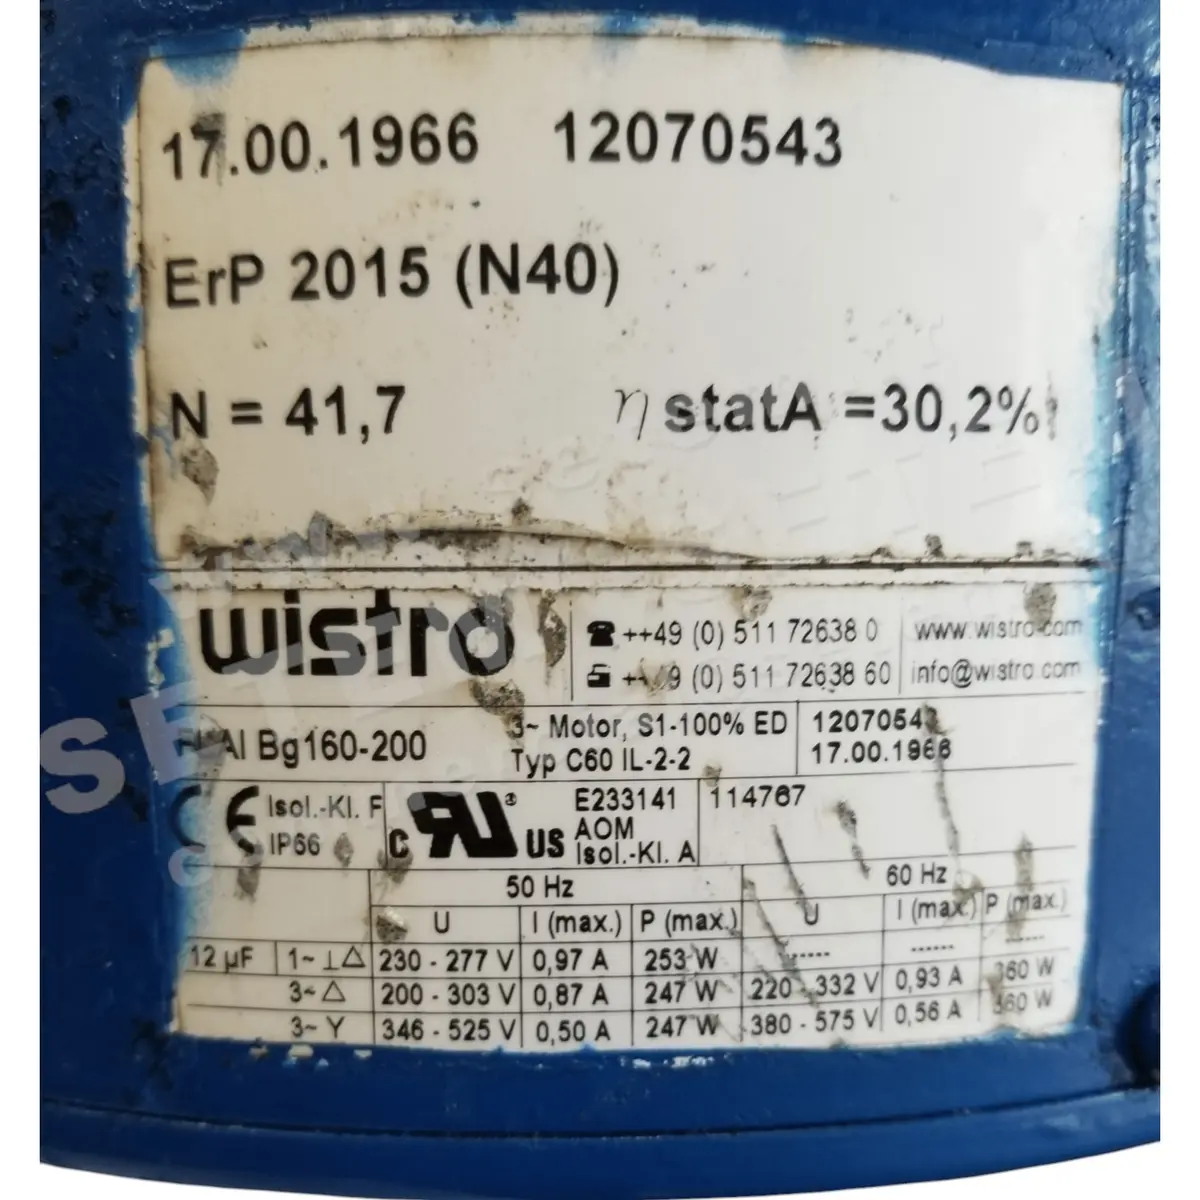 17.00.1966 12070543
ErP 2015 (N40)
N = 41,7 η statA =30,2%
wistro ++49 (0) 511 72638 0 www.wistro.com
(0) 511 72638 60 info@wistro.com
Bg160-200 3~ Motor, S1-100% ED 12070543
Typ C60 IL-2-2 17.00.1966
CE Isol.-Kl. F IP66 c RU ® US E233141 114767
AOM
Isol.-Kl. A
50 Hz 60 Hz
U I (max.) P (max.) U I (max.) P (max.)
12 µF 1~ ⊥△ 230 - 277 V 0,97 A 253 W ----- ------ -----
3~ △ 200 - 303 V 0,87 A 247 W 220 - 332 V 0,93 A 360 W
3~ Y 346 - 525 V 0,50 A 247 W 380 - 575 V 0,56 A 360 W